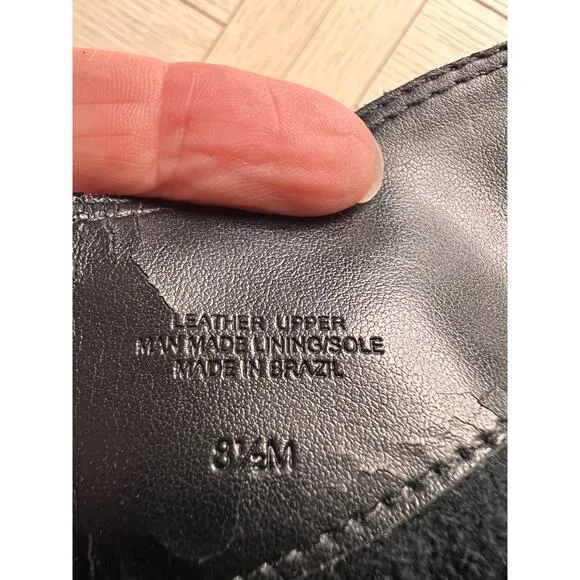 LEATHER UPPER
MAN MADE LINING/SOLE
MADE IN BRAZIL
8½M